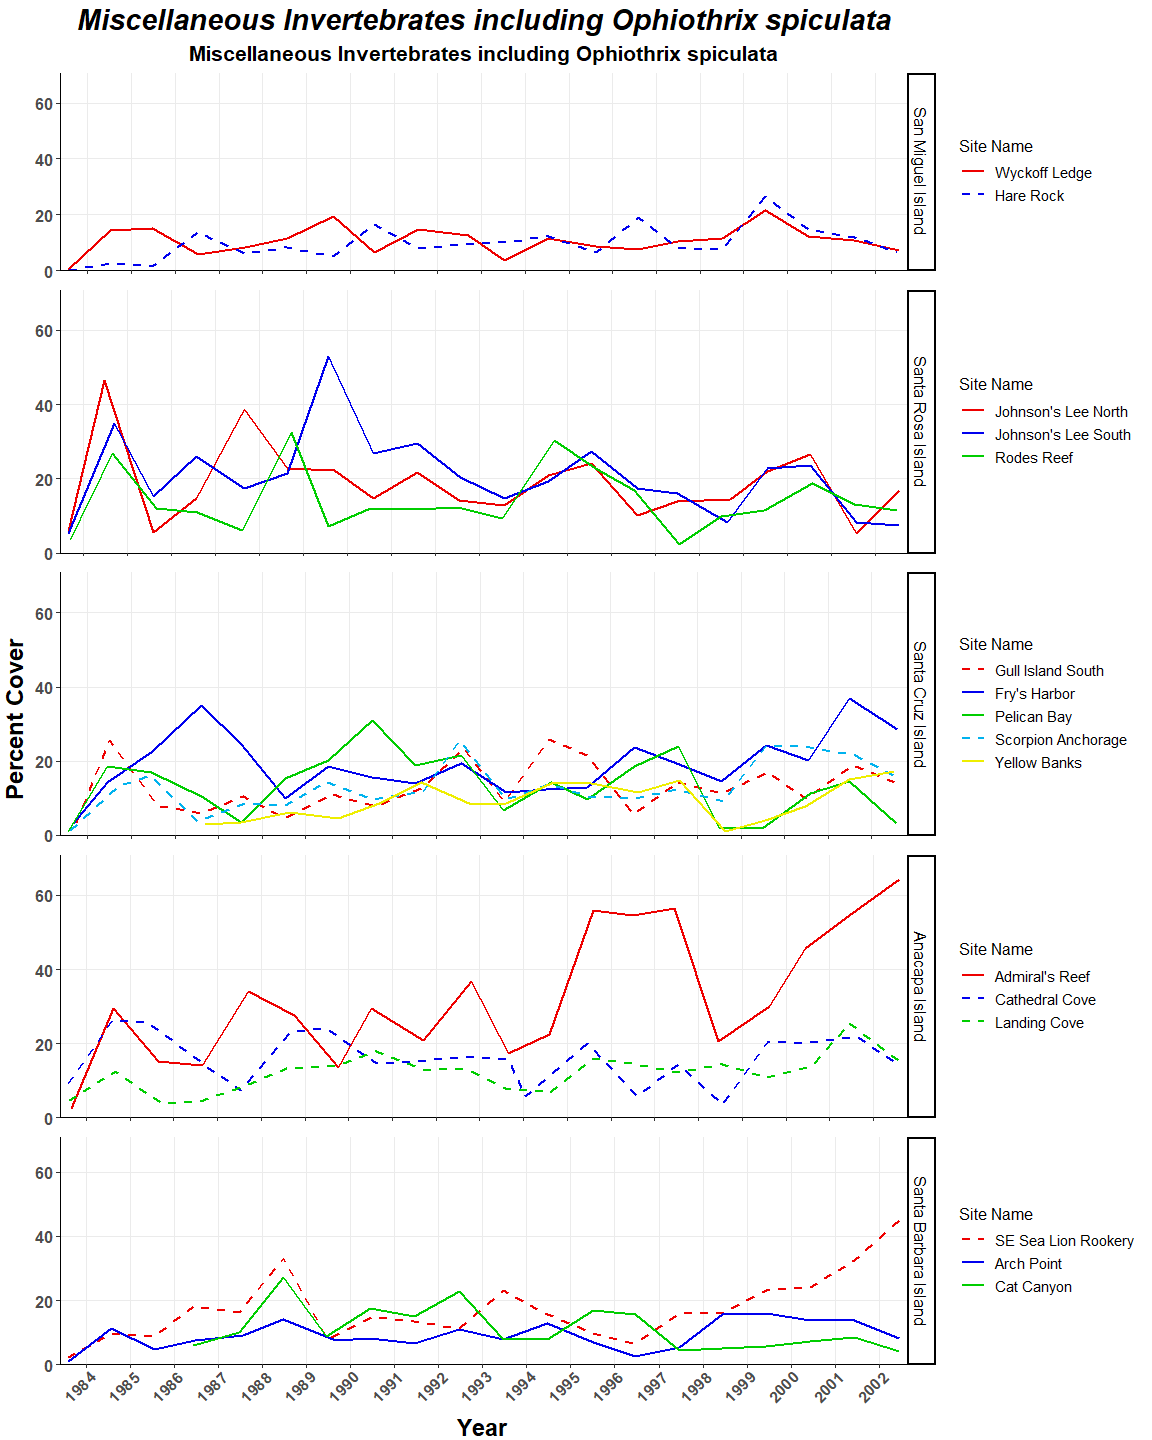 Miscellaneous Invertebrates including Ophiothrix spiculata
Miscellaneous Invertebrates including Ophiothrix spiculata
Percent Cover
60
40
20
0
San Miguel Island
Site Name
Wyckoff Ledge
Hare Rock
60
40
20
0
Santa Rosa Island
Site Name
Johnson's Lee North
Johnson's Lee South
Rodes Reef
60
40
20
0
Santa Cruz Island
Site Name
Gull Island South
Fry's Harbor
Pelican Bay
Scorpion Anchorage
Yellow Banks
60
40
20
0
Anacapa Island
Site Name
Admiral's Reef
Cathedral Cove
Landing Cove
60
40
20
0
Santa Barbara Island
Site Name
SE Sea Lion Rookery
Arch Point
Cat Canyon
1984 1985 1986 1987 1988 1989 1990 1991 1992 1993 1994 1995 1996 1997 1998 1999 2000 2001 2002
Year